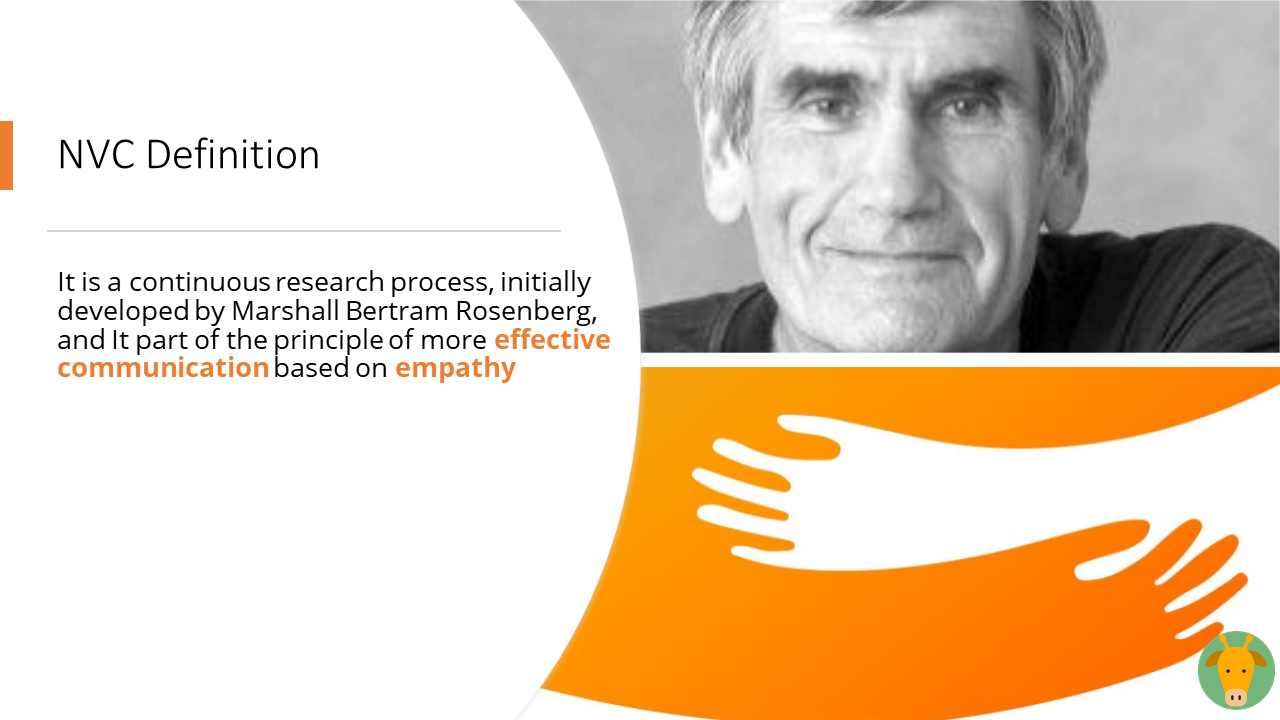 NVC Definition
It is a continuous research process, initially
developed by Marshall Bertram Rosenberg,
and It part of the principle of more effective
communication based on empathy